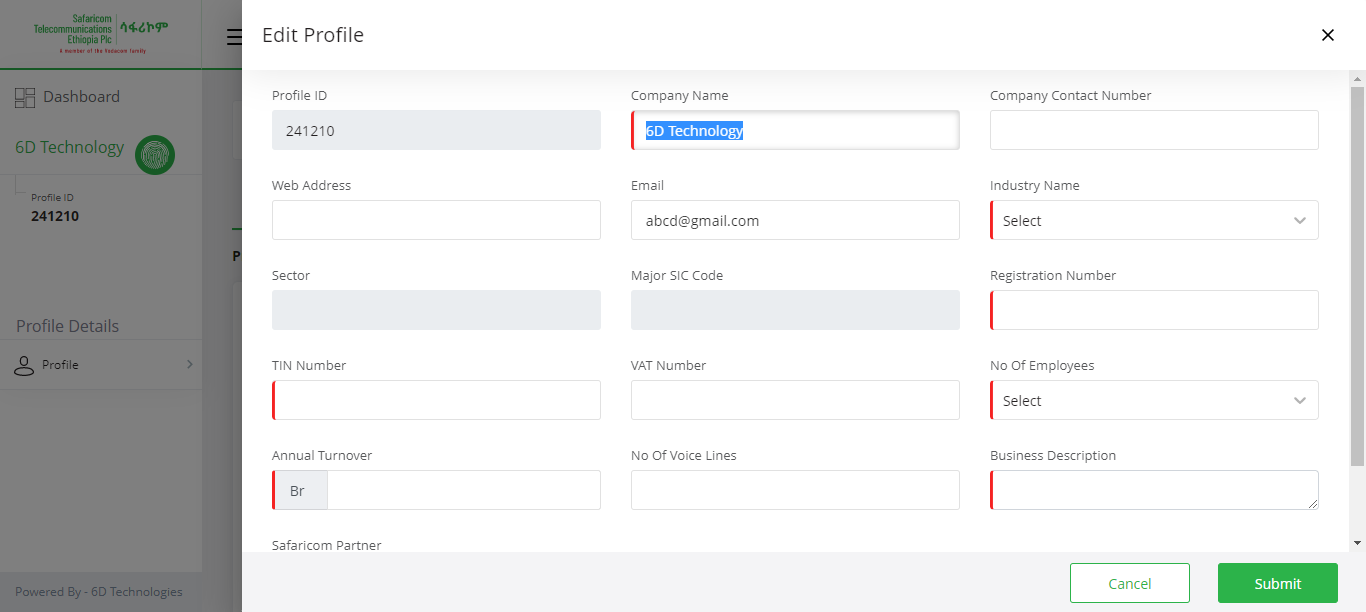 Safaricom
Telecommunications
Ethiopia Plc
ሳፋሪኮም
A member of the Vodacom family
Edit Profile
Dashboard
6D Technology
Profile ID
241210
P
Profile Details
Profile
Powered By - 6D Technologies
Profile ID
Company Name
Company Contact Number
241210
6D Technology
Web Address
Email
Industry Name
abcd@gmail.com
Select
Sector
Major SIC Code
Registration Number
TIN Number
VAT Number
No Of Employees
Select
Annual Turnover
No Of Voice Lines
Business Description
Br
Safaricom Partner
Cancel
Submit